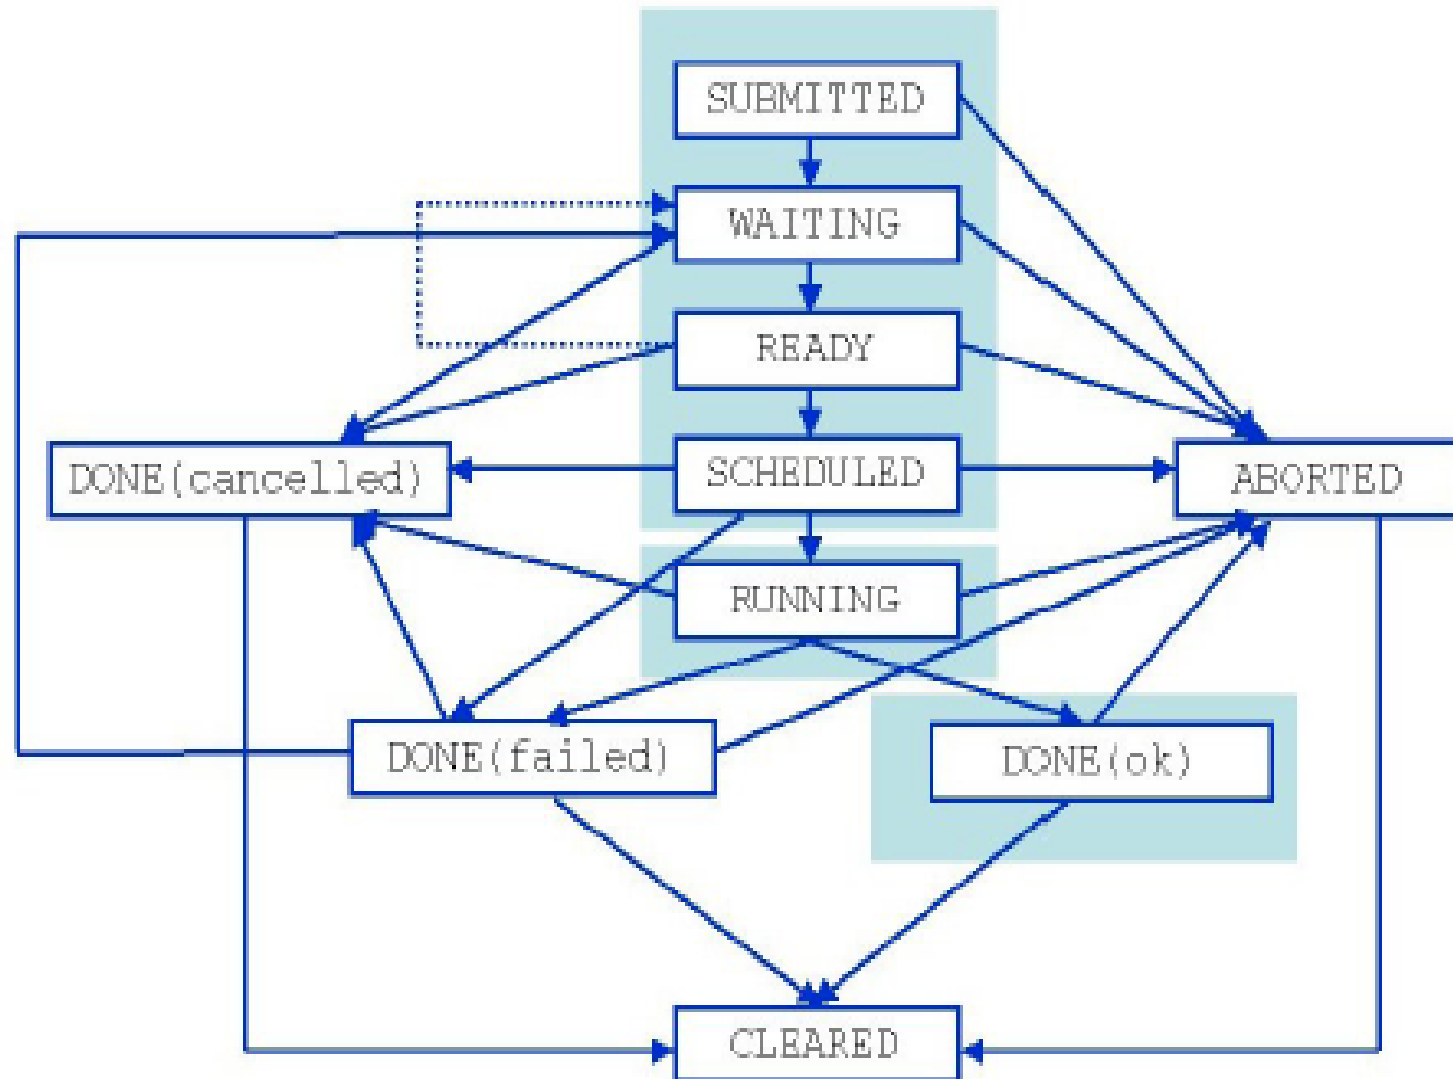 SUBMITTED
WAITING
READY
SCHEDULED
DONE(cancelled)
ABORTED
RUNNING
DONE(failed)
DONE(ok)
CLEARED